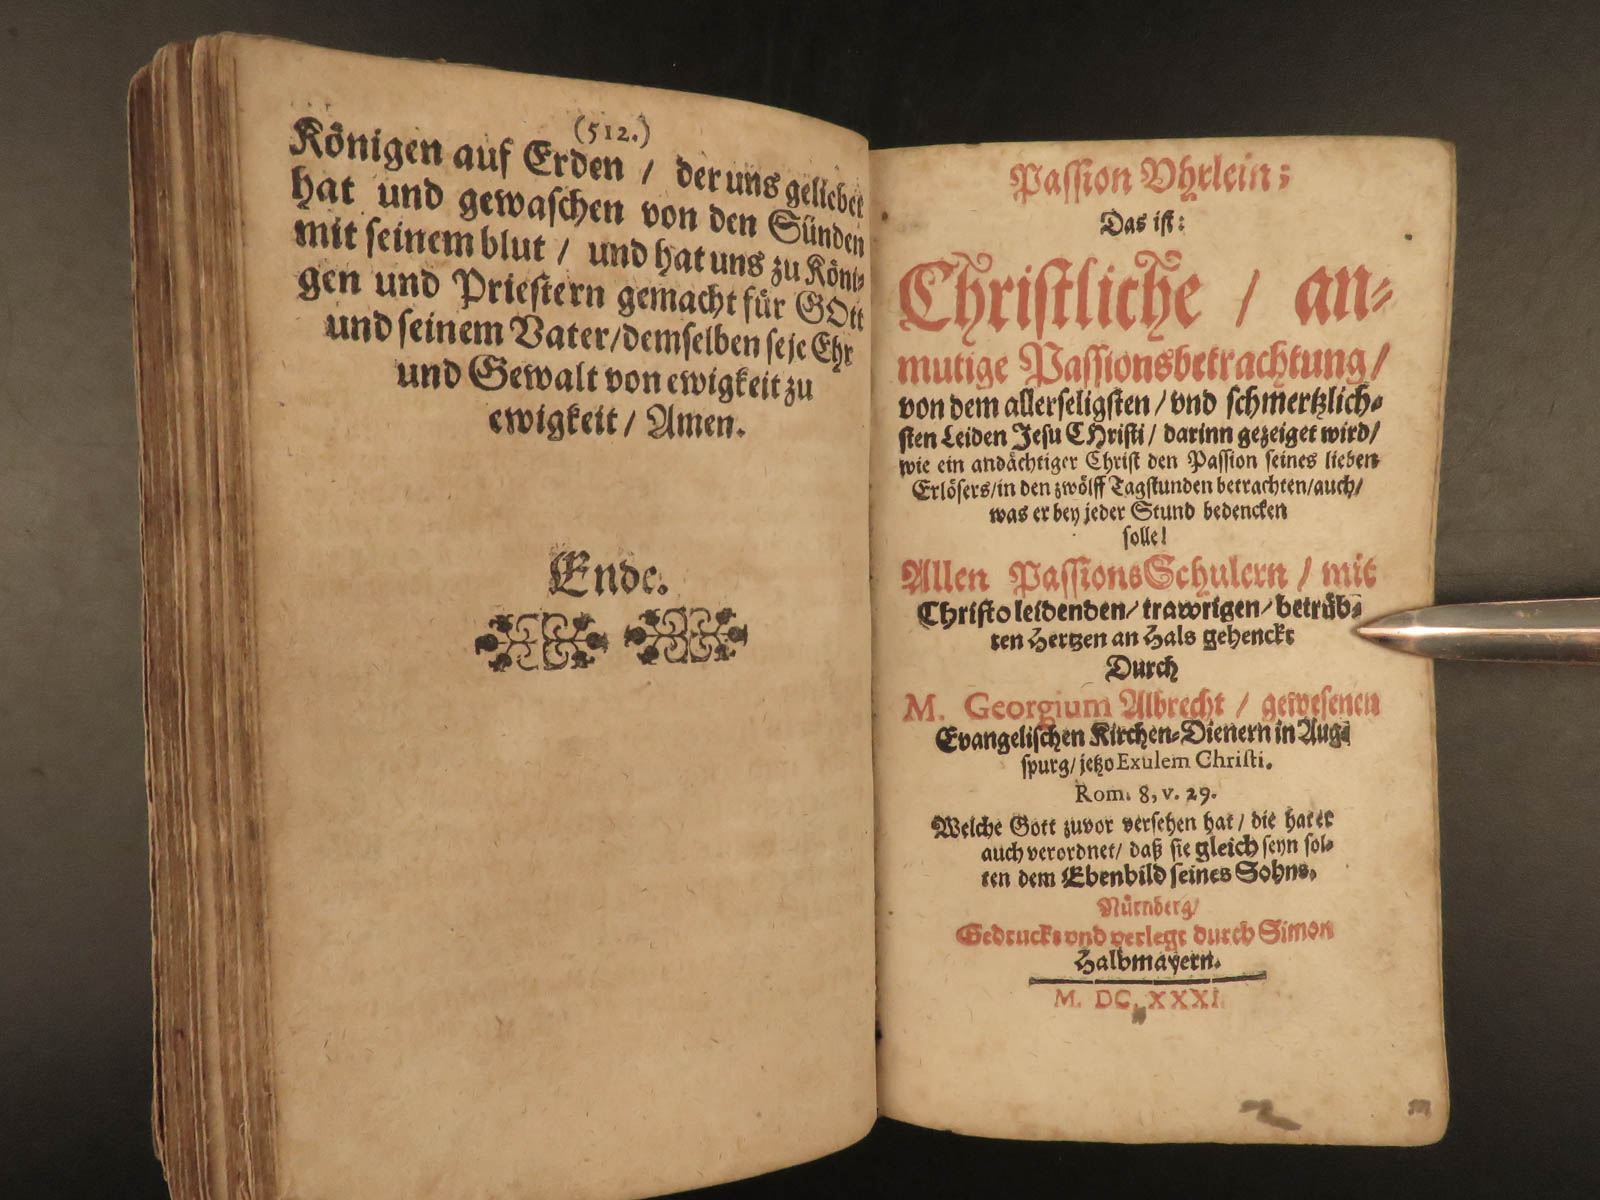 (512.)
Königen auf Erden / der uns geliebet
hat und gewaschen von den Sünden
mit seinem blut / und hat uns zu Köni-
gen und Priestern gemacht für GOtt
und seinem Vater/demselben seje Ehr
und Gewalt von ewigkeit zu
ewigkeit / Amen.
Ende.
Passion Vhrlein;
Das ist:
Christliche / an-
mutige Passionsbetrachtung/
von dem allerseligsten / vnd schmertzlich-
sten Leiden Jesu CHristi / darinn gezeiget wird/
wie ein andächtiger Christ den Passion seines lieben
Erlösers/in den zwölff Tagstunden betrachten/auch/
was er bey jeder Stund bedencken
solle!
Allen PassionsSchulern / mit
Christo leidenden/ trawrigen/ betrüb-
ten Hertzen an Hals gehenckt
Durch
M. Georgium Albrecht / gewesenen
Evangelischen Kirchen-Dienern in Aug-
spurg/ jetzo Exulem Christi.
Rom. 8, v. 29.
Welche Gott zuvor versehen hat / die hat er
auch verordnet/ daß sie gleich seyn sol-
ten dem Ebenbild seines Sohns.
Nürnberg/
Gedruckt vnd verlegt durch Simon
Halbmayern.
M. DC. XXXI.